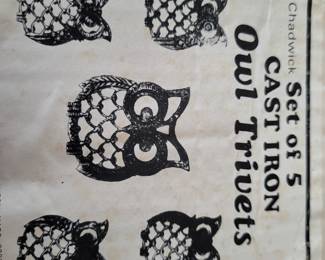 Chadwick
Set of 5
CAST IRON
Owl Trivets